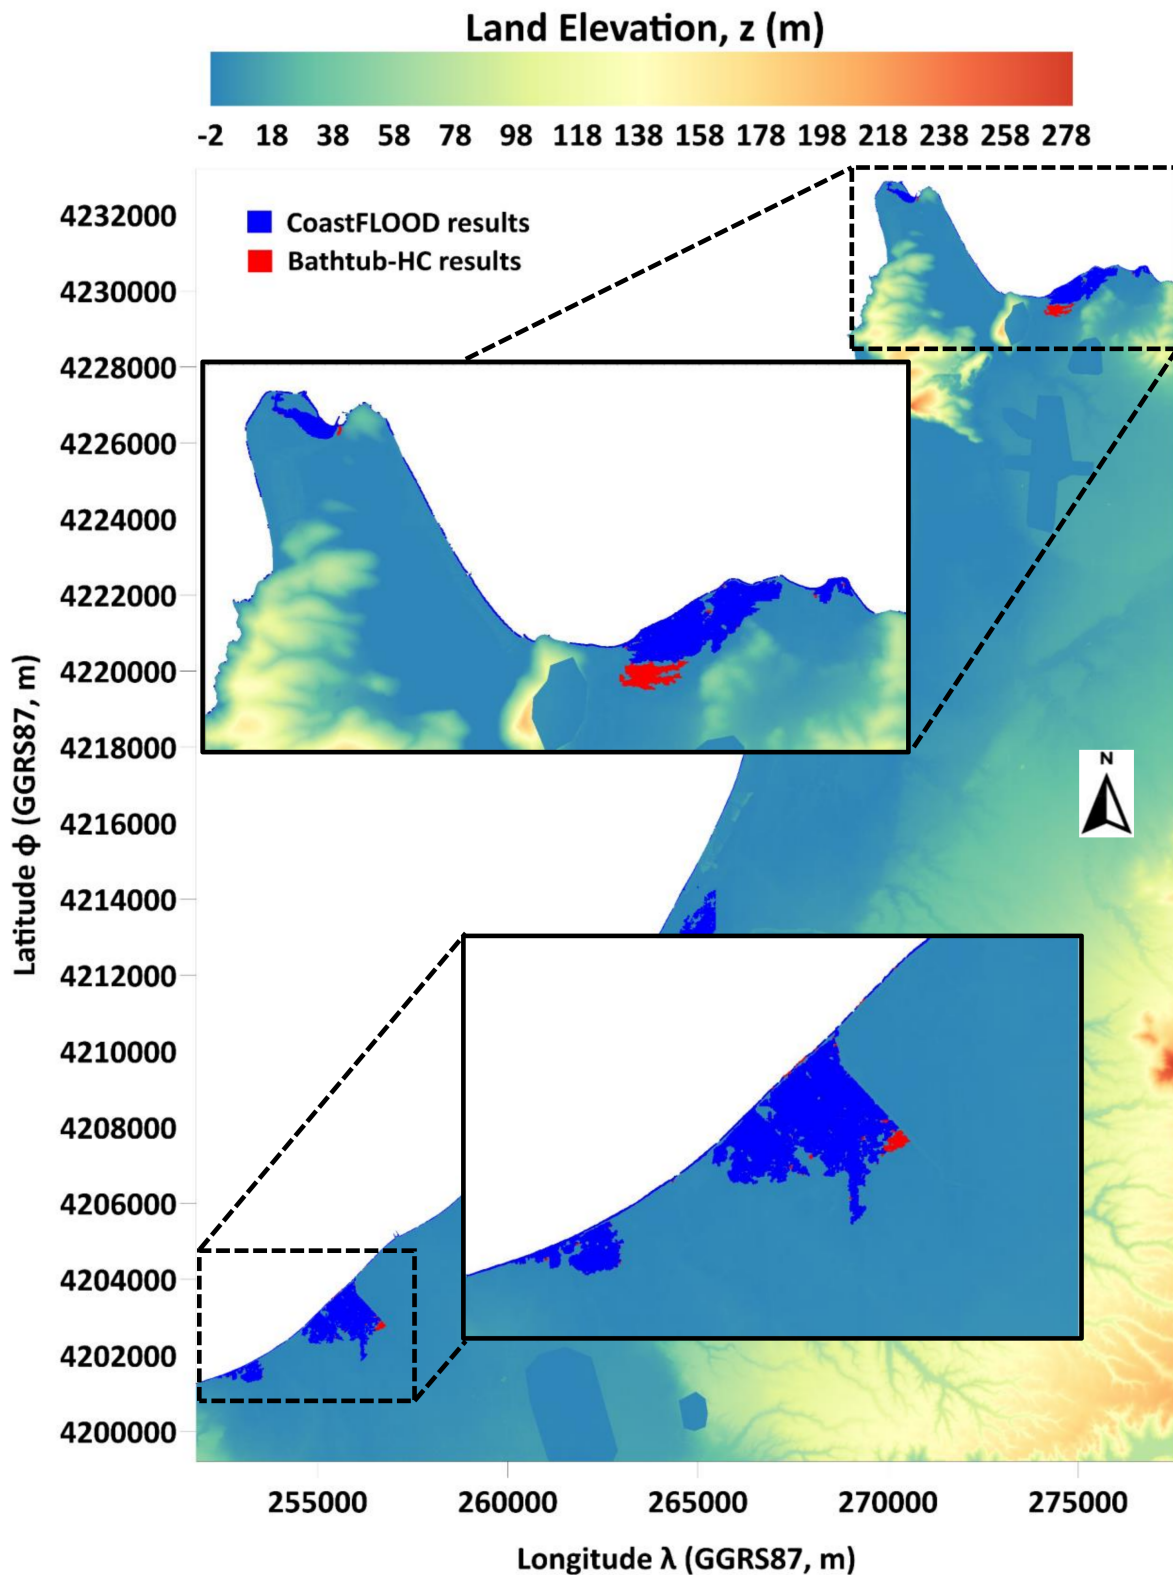 Land Elevation, z (m)
-2 18 38 58 78 98 118 138 158 178 198 218 238 258 278
CoastFLOOD results
Bathtub-HC results
4232000
4230000
4228000
4226000
4224000
4222000
4220000
4218000
4216000
4214000
4212000
4210000
4208000
4206000
4204000
4202000
4200000
Latitude ϕ (GGRS87, m)
N
255000 260000 265000 270000 275000
Longitude λ (GGRS87, m)